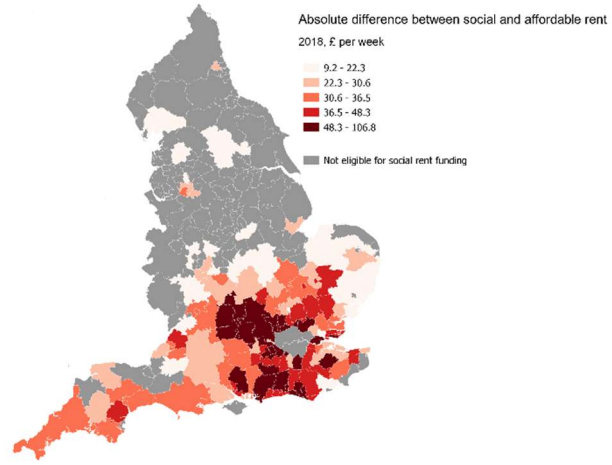 Absolute difference between social and affordable rent
2018, £ per week
9.2 - 22.3
22.3 - 30.6
30.6 - 36.5
36.5 - 48.3
48.3 - 106.8
Not eligible for social rent funding